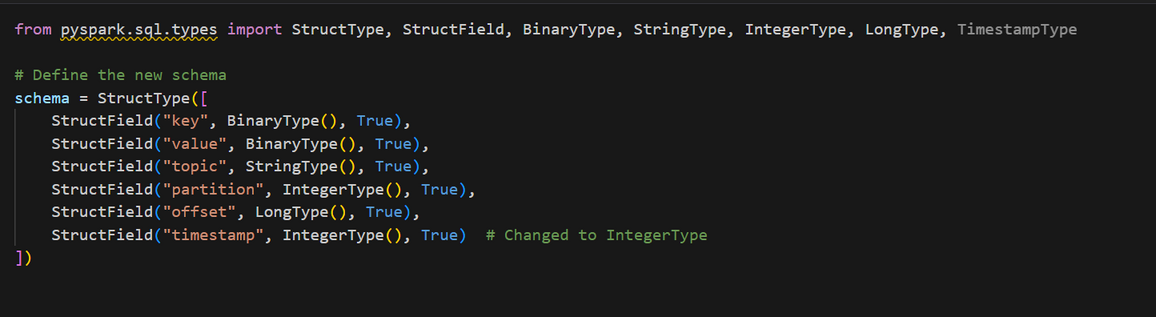 from pyspark.sql.types import StructType, StructField, BinaryType, StringType, IntegerType, LongType, TimestampType
# Define the new schema
schema = StructType([
    StructField("key", BinaryType(), True),
    StructField("value", BinaryType(), True),
    StructField("topic", StringType(), True),
    StructField("partition", IntegerType(), True),
    StructField("offset", LongType(), True),
    StructField("timestamp", IntegerType(), True)  # Changed to IntegerType
])